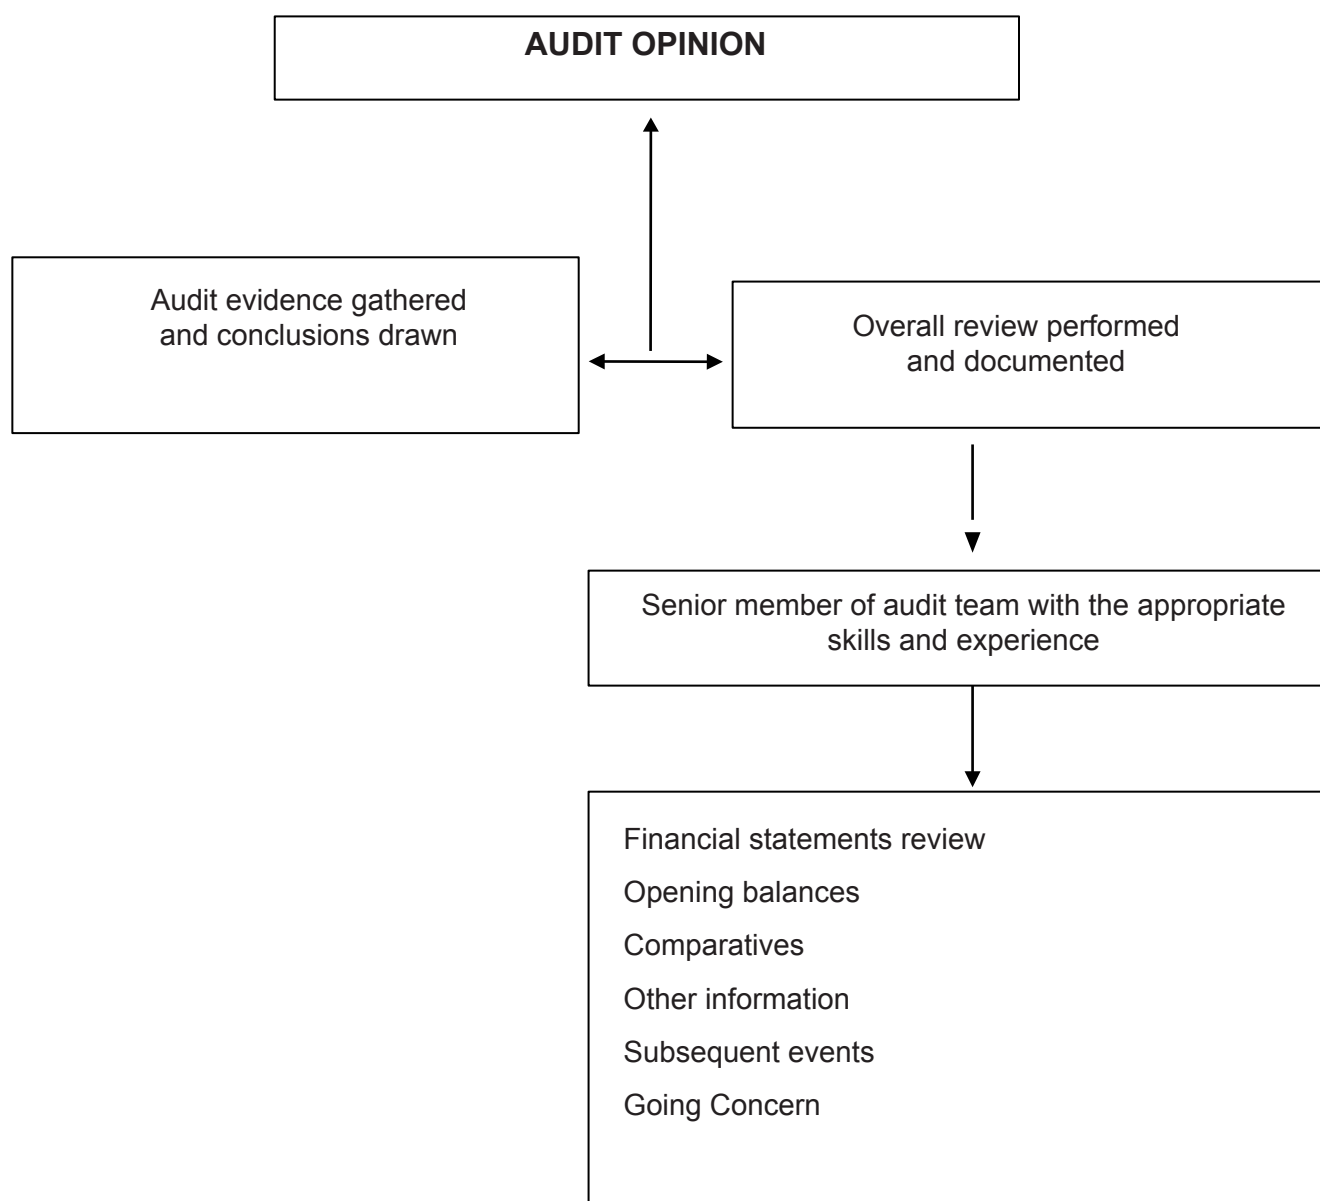 AUDIT OPINION
Audit evidence gathered
and conclusions drawn
Overall review performed
and documented
Senior member of audit team with the appropriate
skills and experience
Financial statements review
Opening balances
Comparatives
Other information
Subsequent events
Going Concern